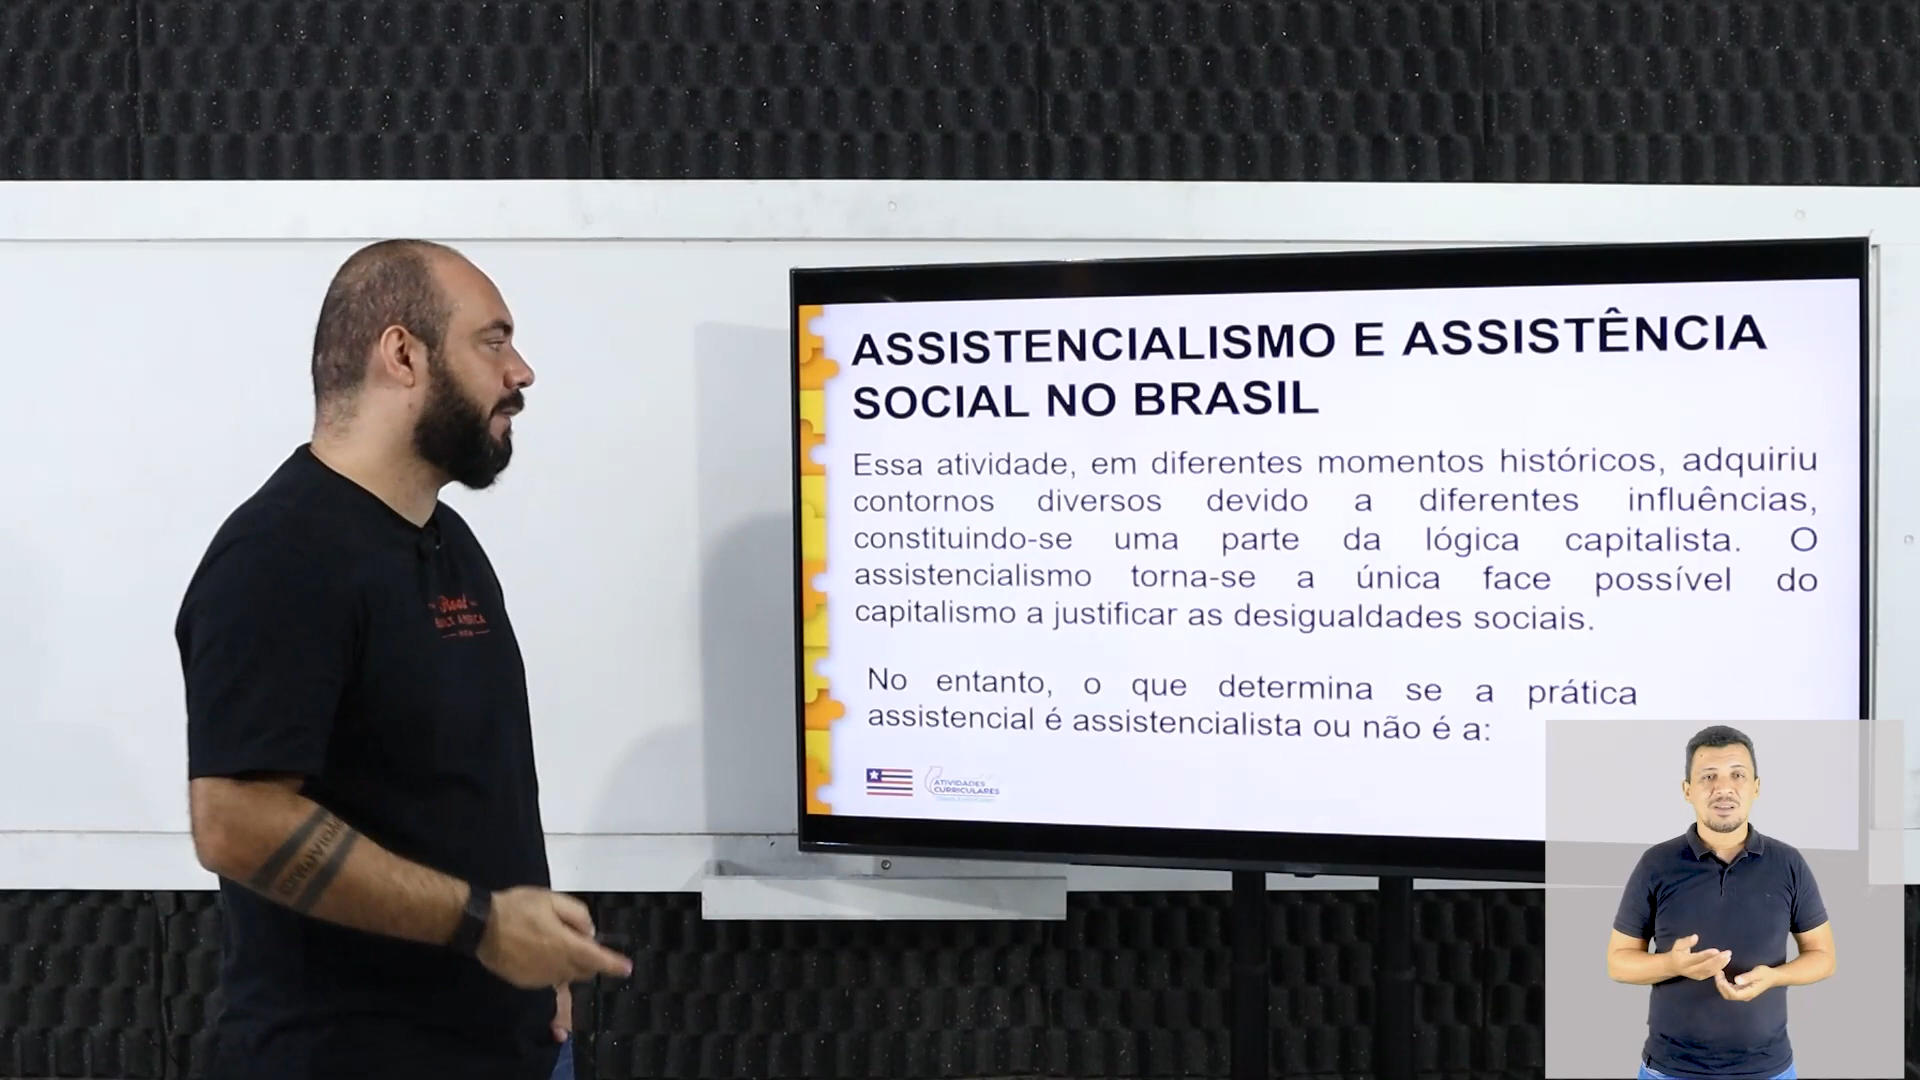 ASSISTENCIALISMO E ASSISTÊNCIA
SOCIAL NO BRASIL
Essa atividade, em diferentes momentos históricos, adquiriu
contornos diversos devido a diferentes influências,
constituindo-se uma parte da lógica capitalista. O
assistencialismo torna-se a única face possível do
capitalismo a justificar as desigualdades sociais.
No entanto, o que determina se a prática
assistencial é assistencialista ou não é a:
ATIVIDADES
CURRICULARES